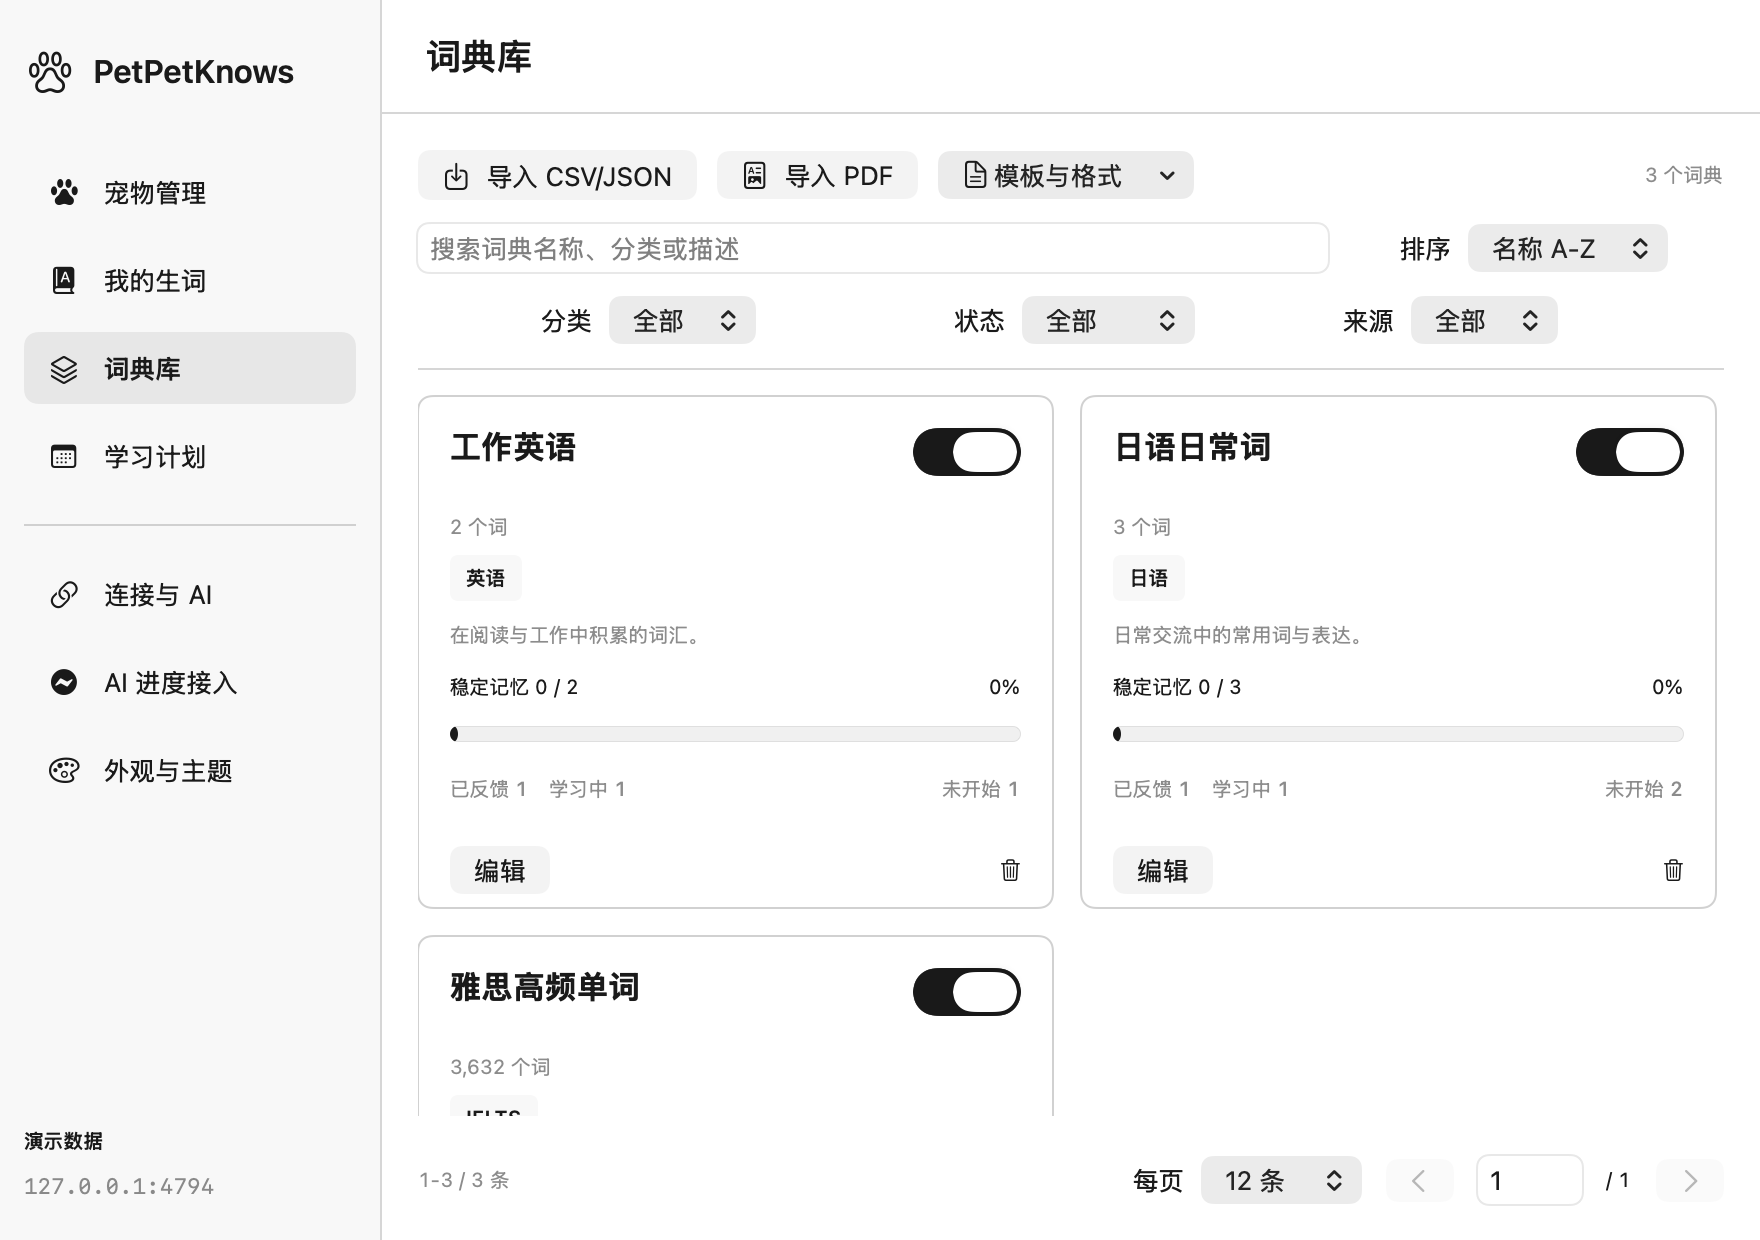 PetPetKnows
宠物管理
我的生词
词典库
学习计划
连接与 AI
AI 进度接入
外观与主题
演示数据
127.0.0.1:4794
词典库
导入 CSV/JSON
导入 PDF
模板与格式
3 个词典
搜索词典名称、分类或描述
排序 名称 A-Z
分类 全部
状态 全部
来源 全部
工作英语
2 个词
英语
在阅读与工作中积累的词汇。
稳定记忆 0 / 2 0%
已反馈 1 学习中 1 未开始 1
编辑
日语日常词
3 个词
日语
日常交流中的常用词与表达。
稳定记忆 0 / 3 0%
已反馈 1 学习中 1 未开始 2
编辑
雅思高频单词
3,632 个词
IELTS
1-3 / 3 条
每页 12 条
1 / 1